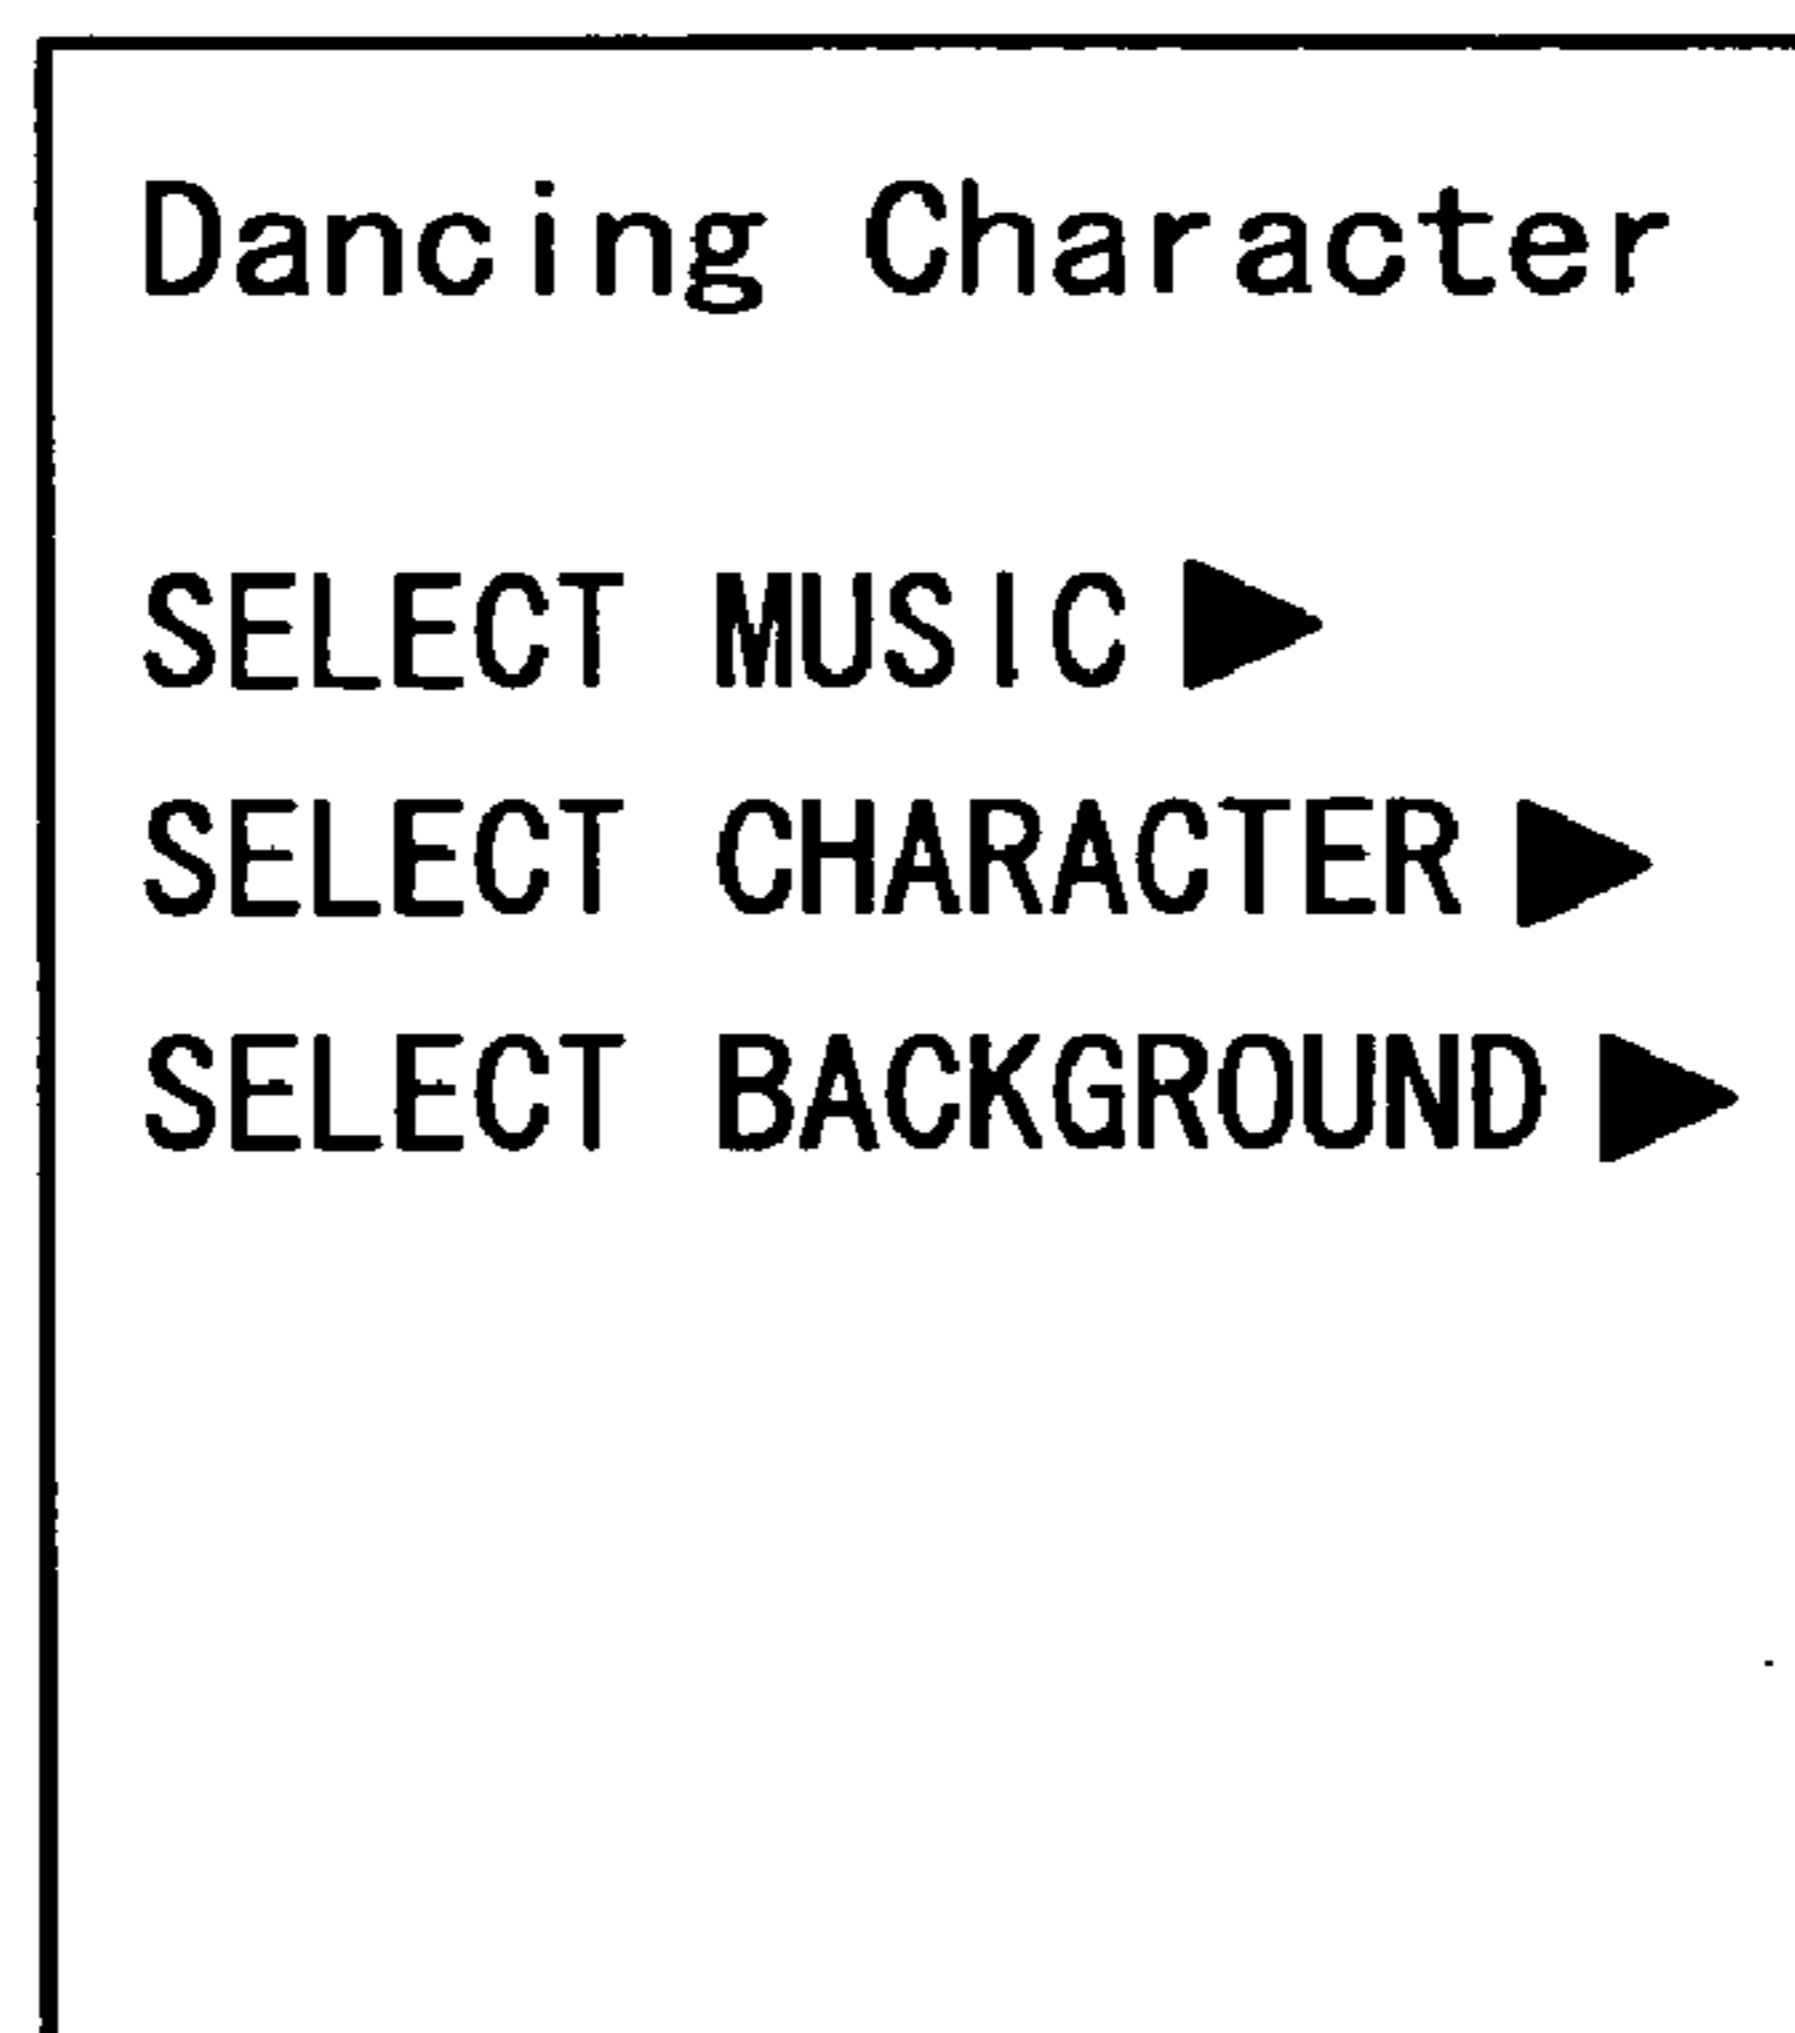 Dancing Character
SELECT MUSIC ▶
SELECT CHARACTER ▶
SELECT BACKGROUND ▶